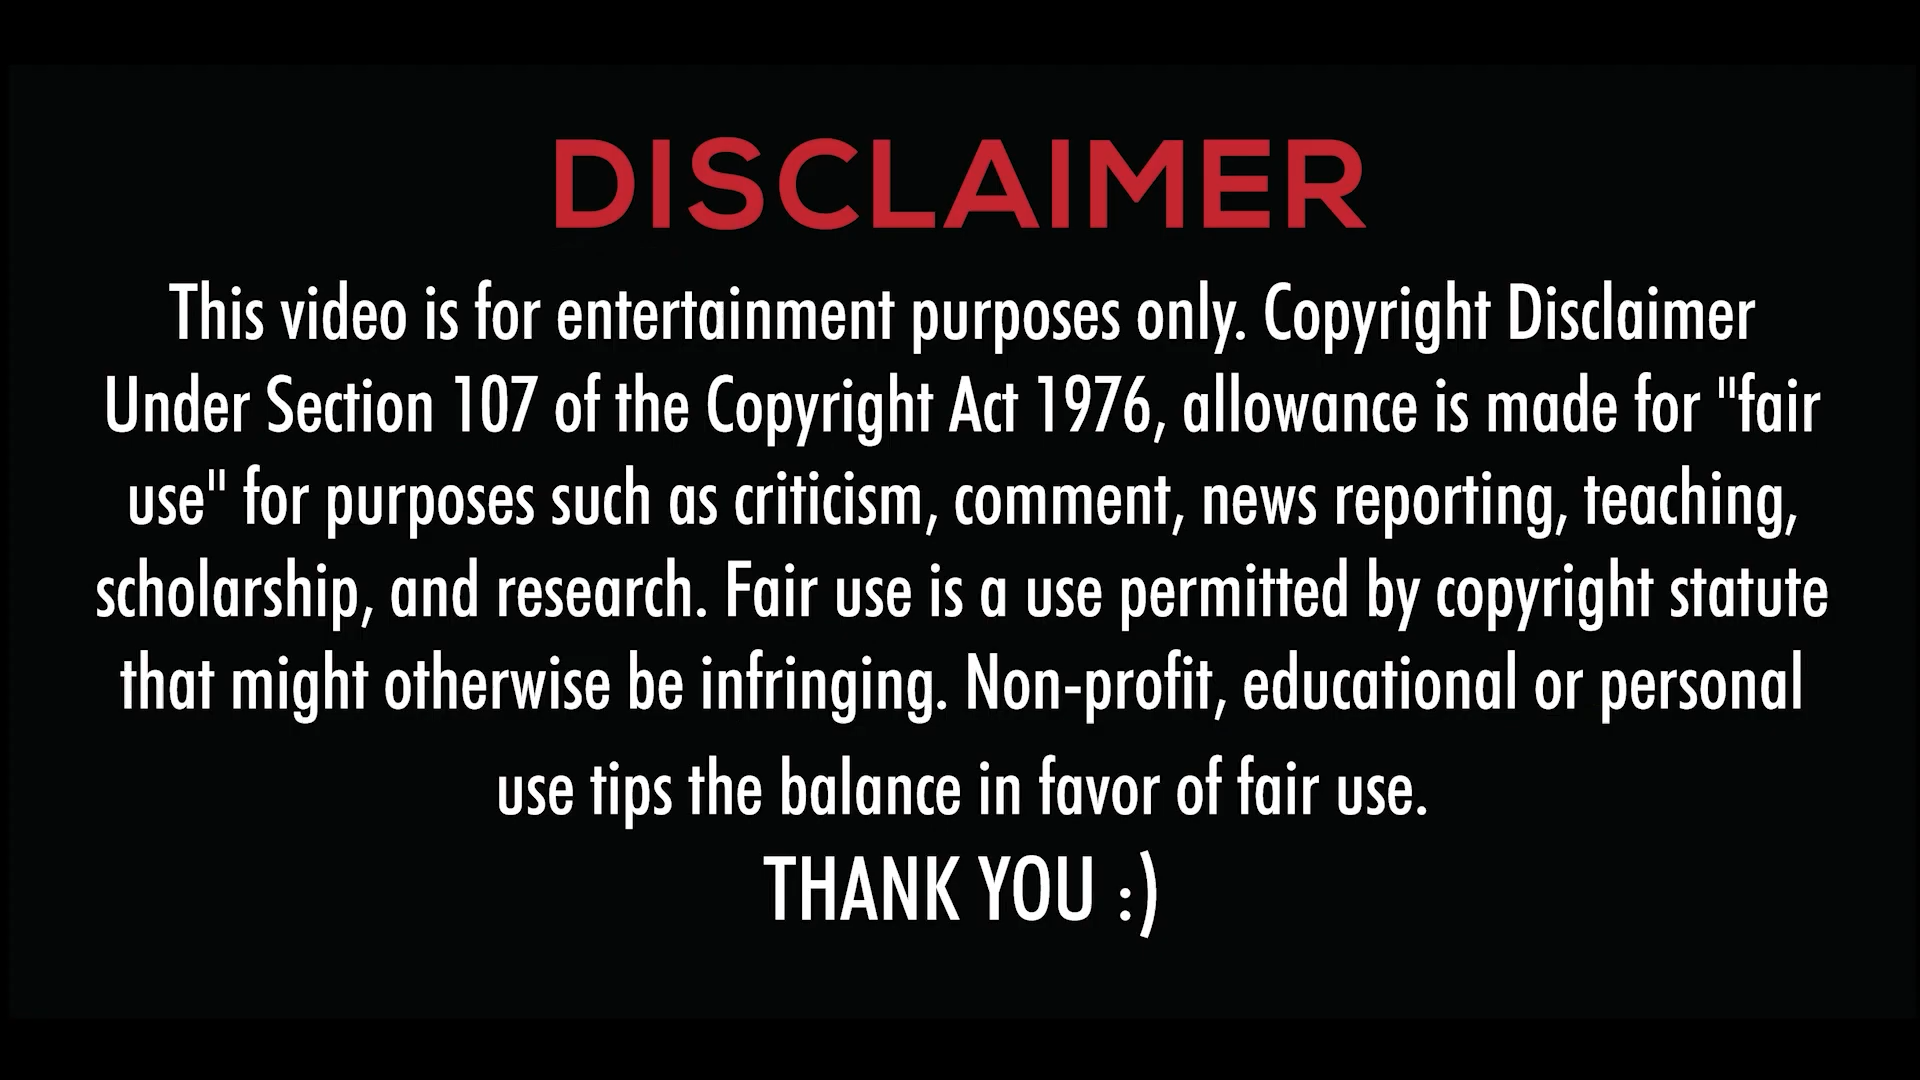 DISCLAIMER
This video is for entertainment purposes only. Copyright Disclaimer
Under Section 107 of the Copyright Act 1976, allowance is made for "fair
use" for purposes such as criticism, comment, news reporting, teaching,
scholarship, and research. Fair use is a use permitted by copyright statute
that might otherwise be infringing. Non-profit, educational or personal
use tips the balance in favor of fair use.
THANK YOU :)